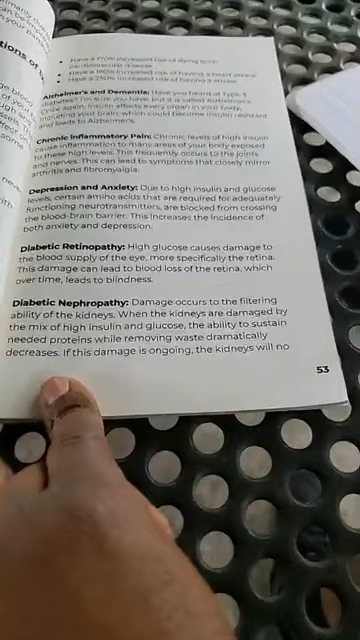 Have a 170% increased risk of dying from
cardiovascular disease
Have a 180% increased risk of having a heart attack
Have a 250% increased risk of having a stroke
Alzheimer's and Dementia: Have you heard of Type 3
diabetes? I'm sure you have, but it is called Alzheimer's.
Once again, insulin affects every organ in your body,
including your brain, which could become insulin resistant
and leads to Alzheimer's.
Chronic Inflammatory Pain: Chronic levels of high insulin
cause inflammation to many areas of your body exposed
to these high levels. This frequently occurs to the joints
and nerves. This can lead to symptoms that closely mirror
arthritis and fibromyalgia.
Depression and Anxiety: Due to high insulin and glucose
levels, certain amino acids that are required for adequately
functioning neurotransmitters, are blocked from crossing
the blood-brain barrier. This increases the incidence of
both anxiety and depression.
Diabetic Retinopathy: High glucose causes damage to
the blood supply of the eye, more specifically the retina.
This damage can lead to blood loss of the retina, which
over time, leads to blindness.
Diabetic Nephropathy: Damage occurs to the filtering
ability of the kidneys. When the kidneys are damaged by
the mix of high insulin and glucose, the ability to sustain
needed proteins while removing waste dramatically
decreases. If this damage is ongoing, the kidneys will no
53